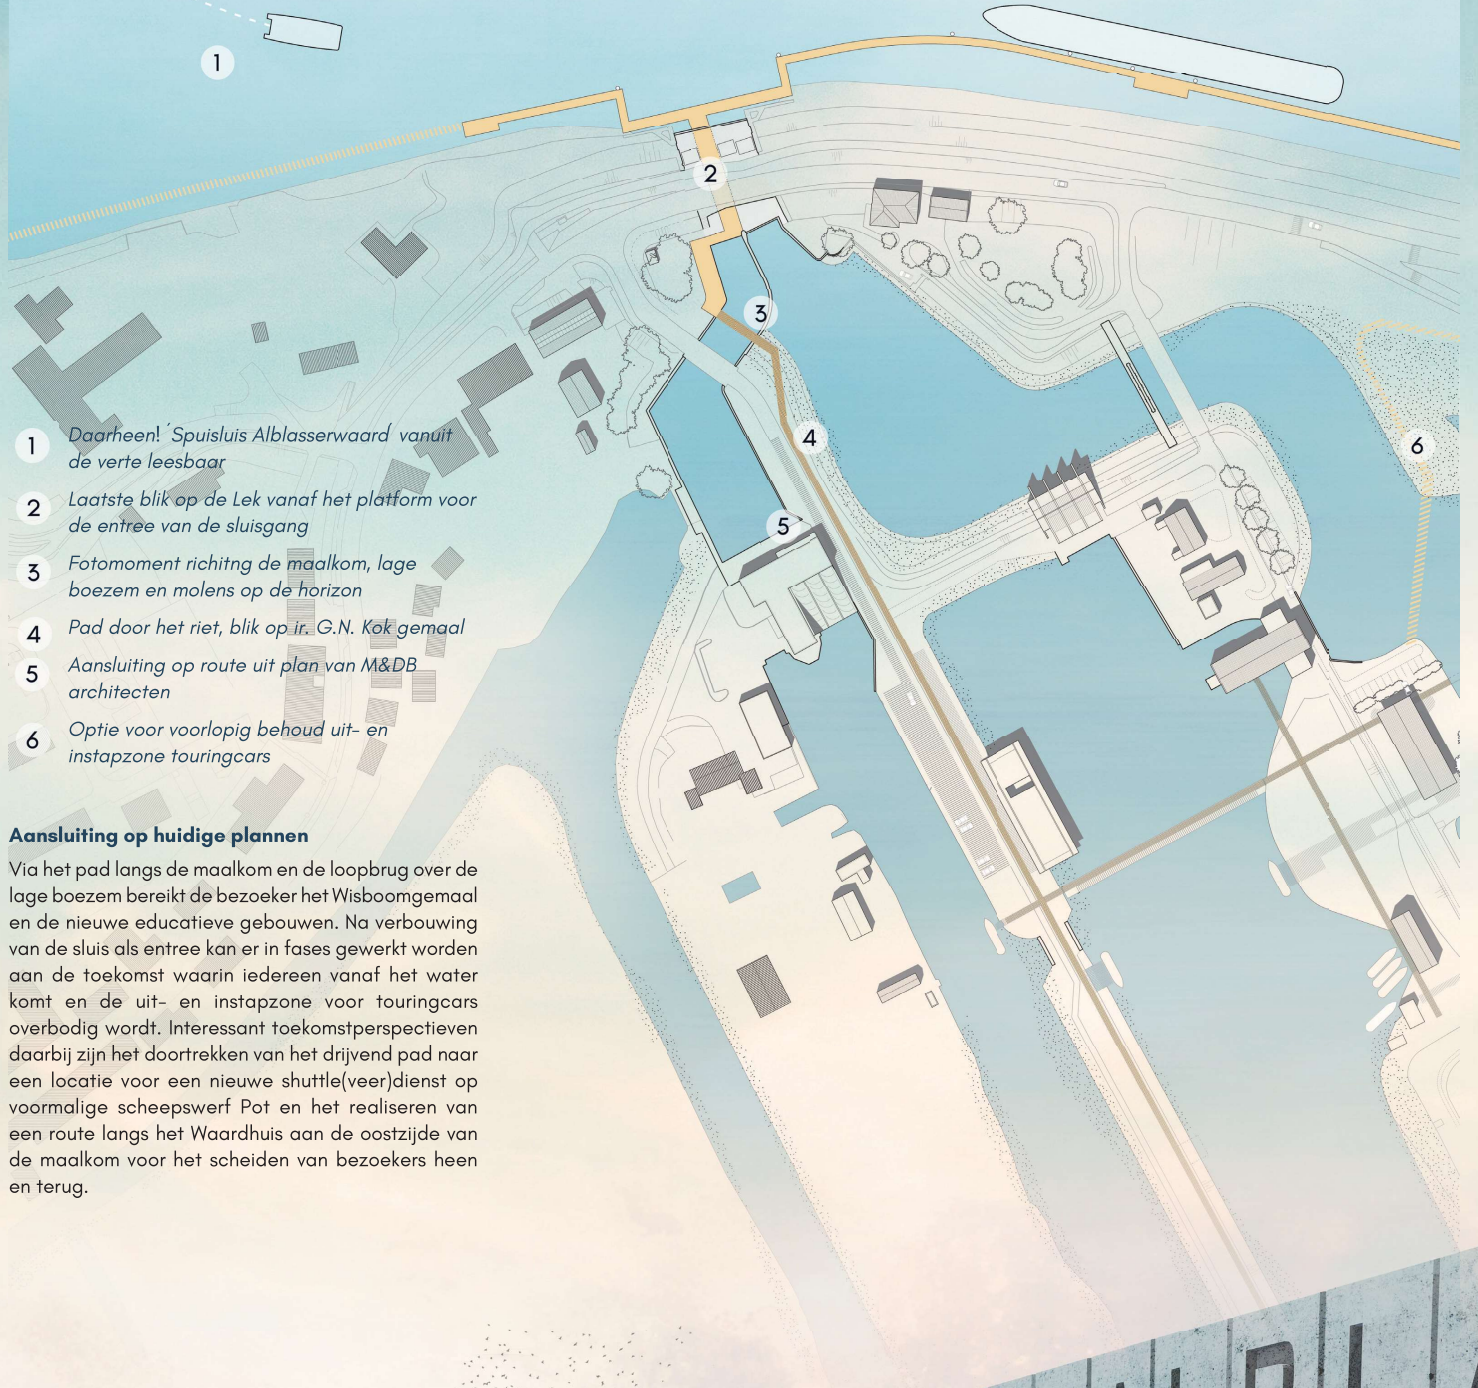 1
2
3
4
5
6
1 Daarheen! ´Spuisluis Alblasserwaard´ vanuit
de verte leesbaar
2 Laatste blik op de Lek vanaf het platform voor
de entree van de sluisgang
3 Fotomoment richitng de maalkom, lage
boezem en molens op de horizon
4 Pad door het riet, blik op ir. G.N. Kok gemaal
5 Aansluiting op route uit plan van M&DB
architecten
6 Optie voor voorlopig behoud uit- en
instapzone touringcars
Aansluiting op huidige plannen
Via het pad langs de maalkom en de loopbrug over de
lage boezem bereikt de bezoeker het Wisboomgemaal
en de nieuwe educatieve gebouwen. Na verbouwing
van de sluis als entree kan er in fases gewerkt worden
aan de toekomst waarin iedereen vanaf het water
komt en de uit- en instapzone voor touringcars
overbodig wordt. Interessant toekomstperspectieven
daarbij zijn het doortrekken van het drijvend pad naar
een locatie voor een nieuwe shuttle(veer)dienst op
voormalige scheepswerf Pot en het realiseren van
een route langs het Waardhuis aan de oostzijde van
de maalkom voor het scheiden van bezoekers heen
en terug.